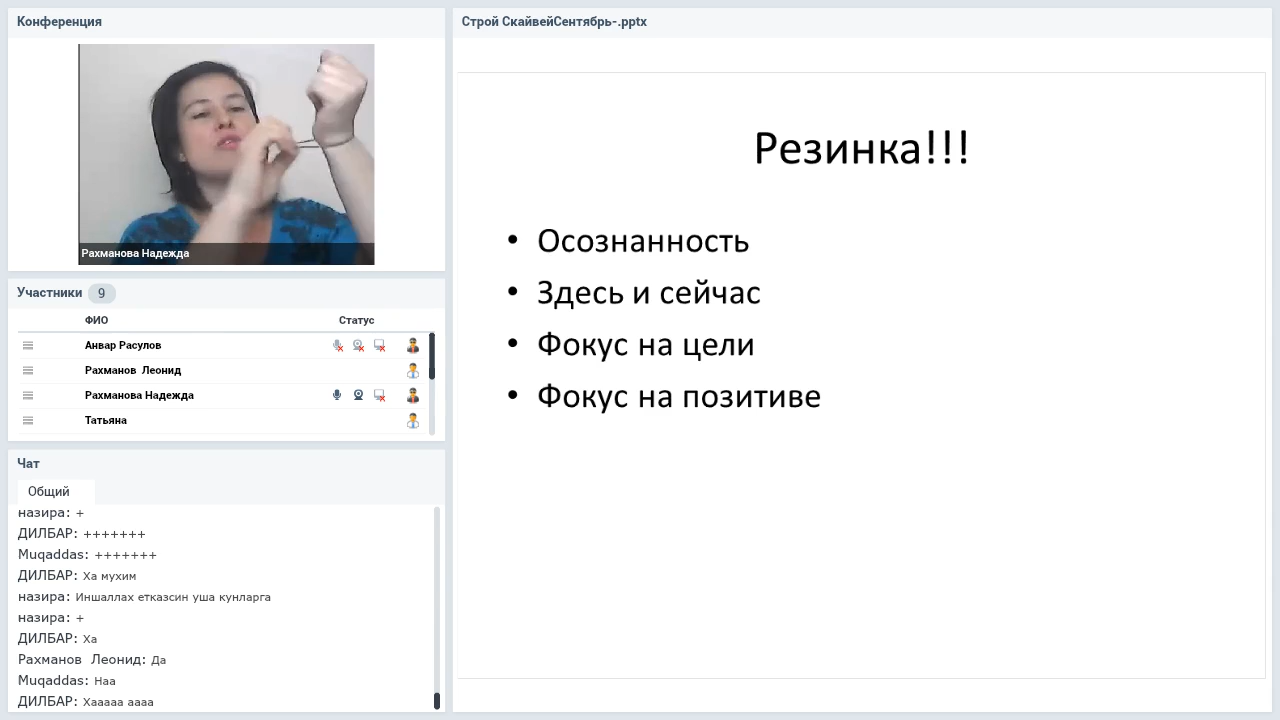 Конференция
Рахманова Надежда
Участники 9
ФИО Статус
Анвар Расулов
Рахманов Леонид
Рахманова Надежда
Татьяна
Чат
Общий
назира: +
ДИЛБАР: +++++++
Muqaddas: +++++++
ДИЛБАР: Ха мухим
назира: Иншаллах етказсин уша кунларга
назира: +
ДИЛБАР: Ха
Рахманов Леонид: Да
Muqaddas: Наа
ДИЛБАР: Хааааа аааа
Строй СкайвейСентябрь-.pptx
Резинка!!!
• Осознанность
• Здесь и сейчас
• Фокус на цели
• Фокус на позитиве